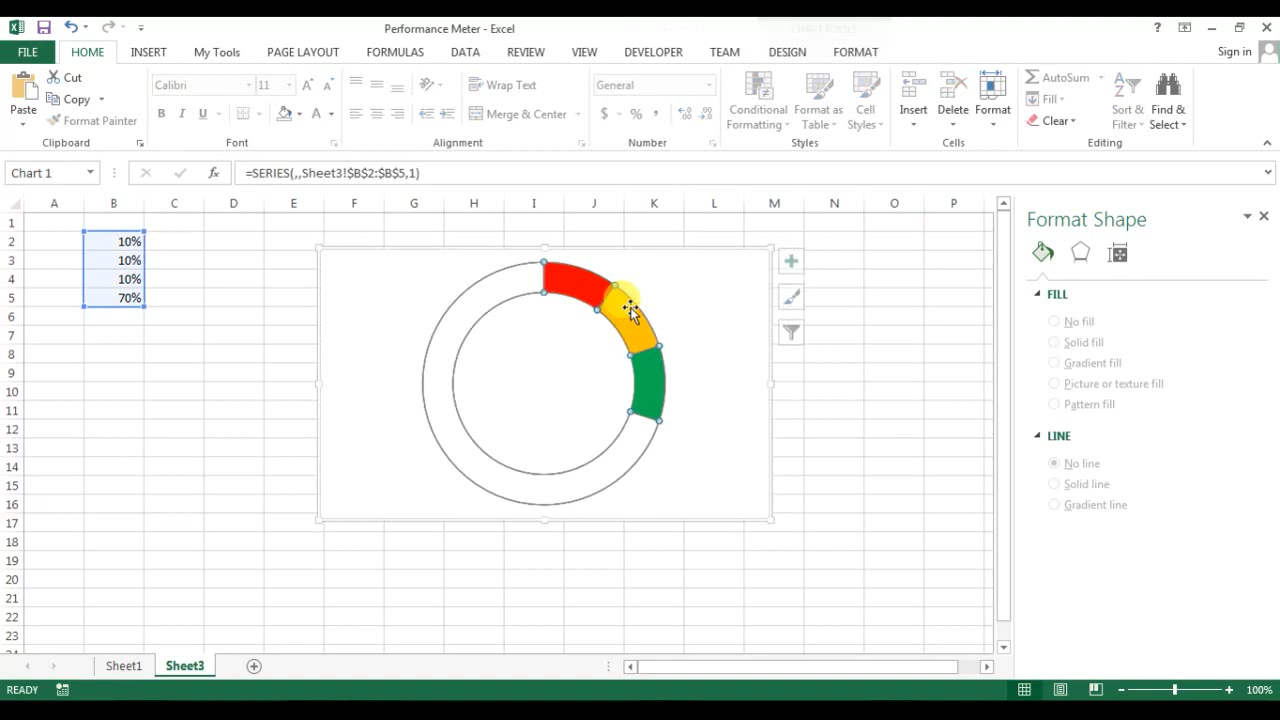 Performance Meter - Excel
?
FILE HOME INSERT My Tools PAGE LAYOUT FORMULAS DATA REVIEW VIEW DEVELOPER TEAM DESIGN FORMAT Sign in
Paste
Cut
Copy
Format Painter
Calibri 11
B I U A
Wrap Text
Merge & Center
General
$ % ,
Conditional Formatting
Format as Table
Cell Styles
Insert
Delete
Format
AutoSum
Fill
Clear
Sort & Filter
Find & Select
Clipboard Font Alignment Number Styles Cells Editing
Chart 1 fx =SERIES(,,Sheet3!$B$2:$B$5,1)
A B C D E F G H I J K L M N O P
1
2 10%
3 10%
4 10%
5 70%
6
7
8
9
10
11
12
13
14
15
16
17
18
19
20
21
22
23
Format Shape
FILL
No fill
Solid fill
Gradient fill
Picture or texture fill
Pattern fill
LINE
No line
Solid line
Gradient line
Sheet1 Sheet3
READY 100%